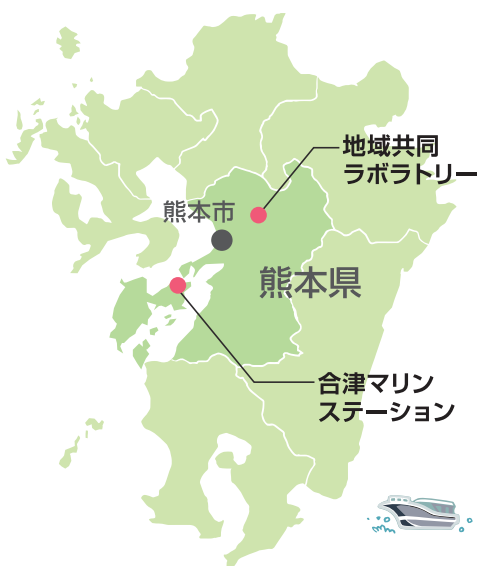 地域共同
ラボラトリー
熊本市
熊本県
合津マリン
ステーション